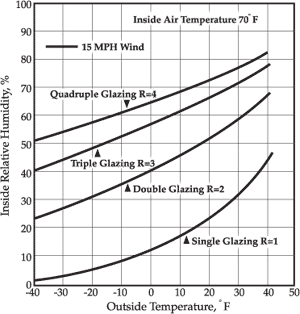 Inside Air Temperature 70°F
15 MPH Wind
Quadruple Glazing R=4
Triple Glazing R=3
Double Glazing R=2
Single Glazing R=1
Inside Relative Humidity, %
100
90
80
70
60
50
40
30
20
10
0
-40 -30 -20 -10 0 10 20 30 40 50
Outside Temperature, °F